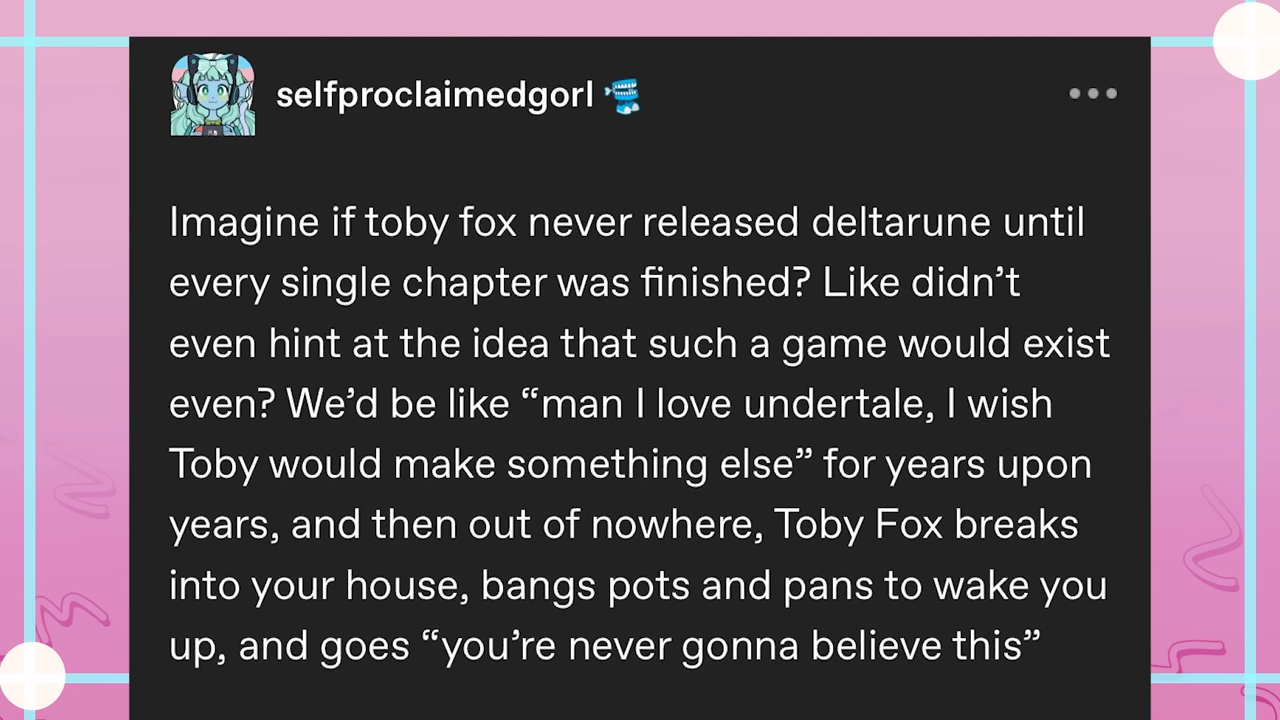 selfproclaimedgorl
Imagine if toby fox never released deltarune until
every single chapter was finished? Like didn’t
even hint at the idea that such a game would exist
even? We’d be like “man I love undertale, I wish
Toby would make something else” for years upon
years, and then out of nowhere, Toby Fox breaks
into your house, bangs pots and pans to wake you
up, and goes “you’re never gonna believe this”